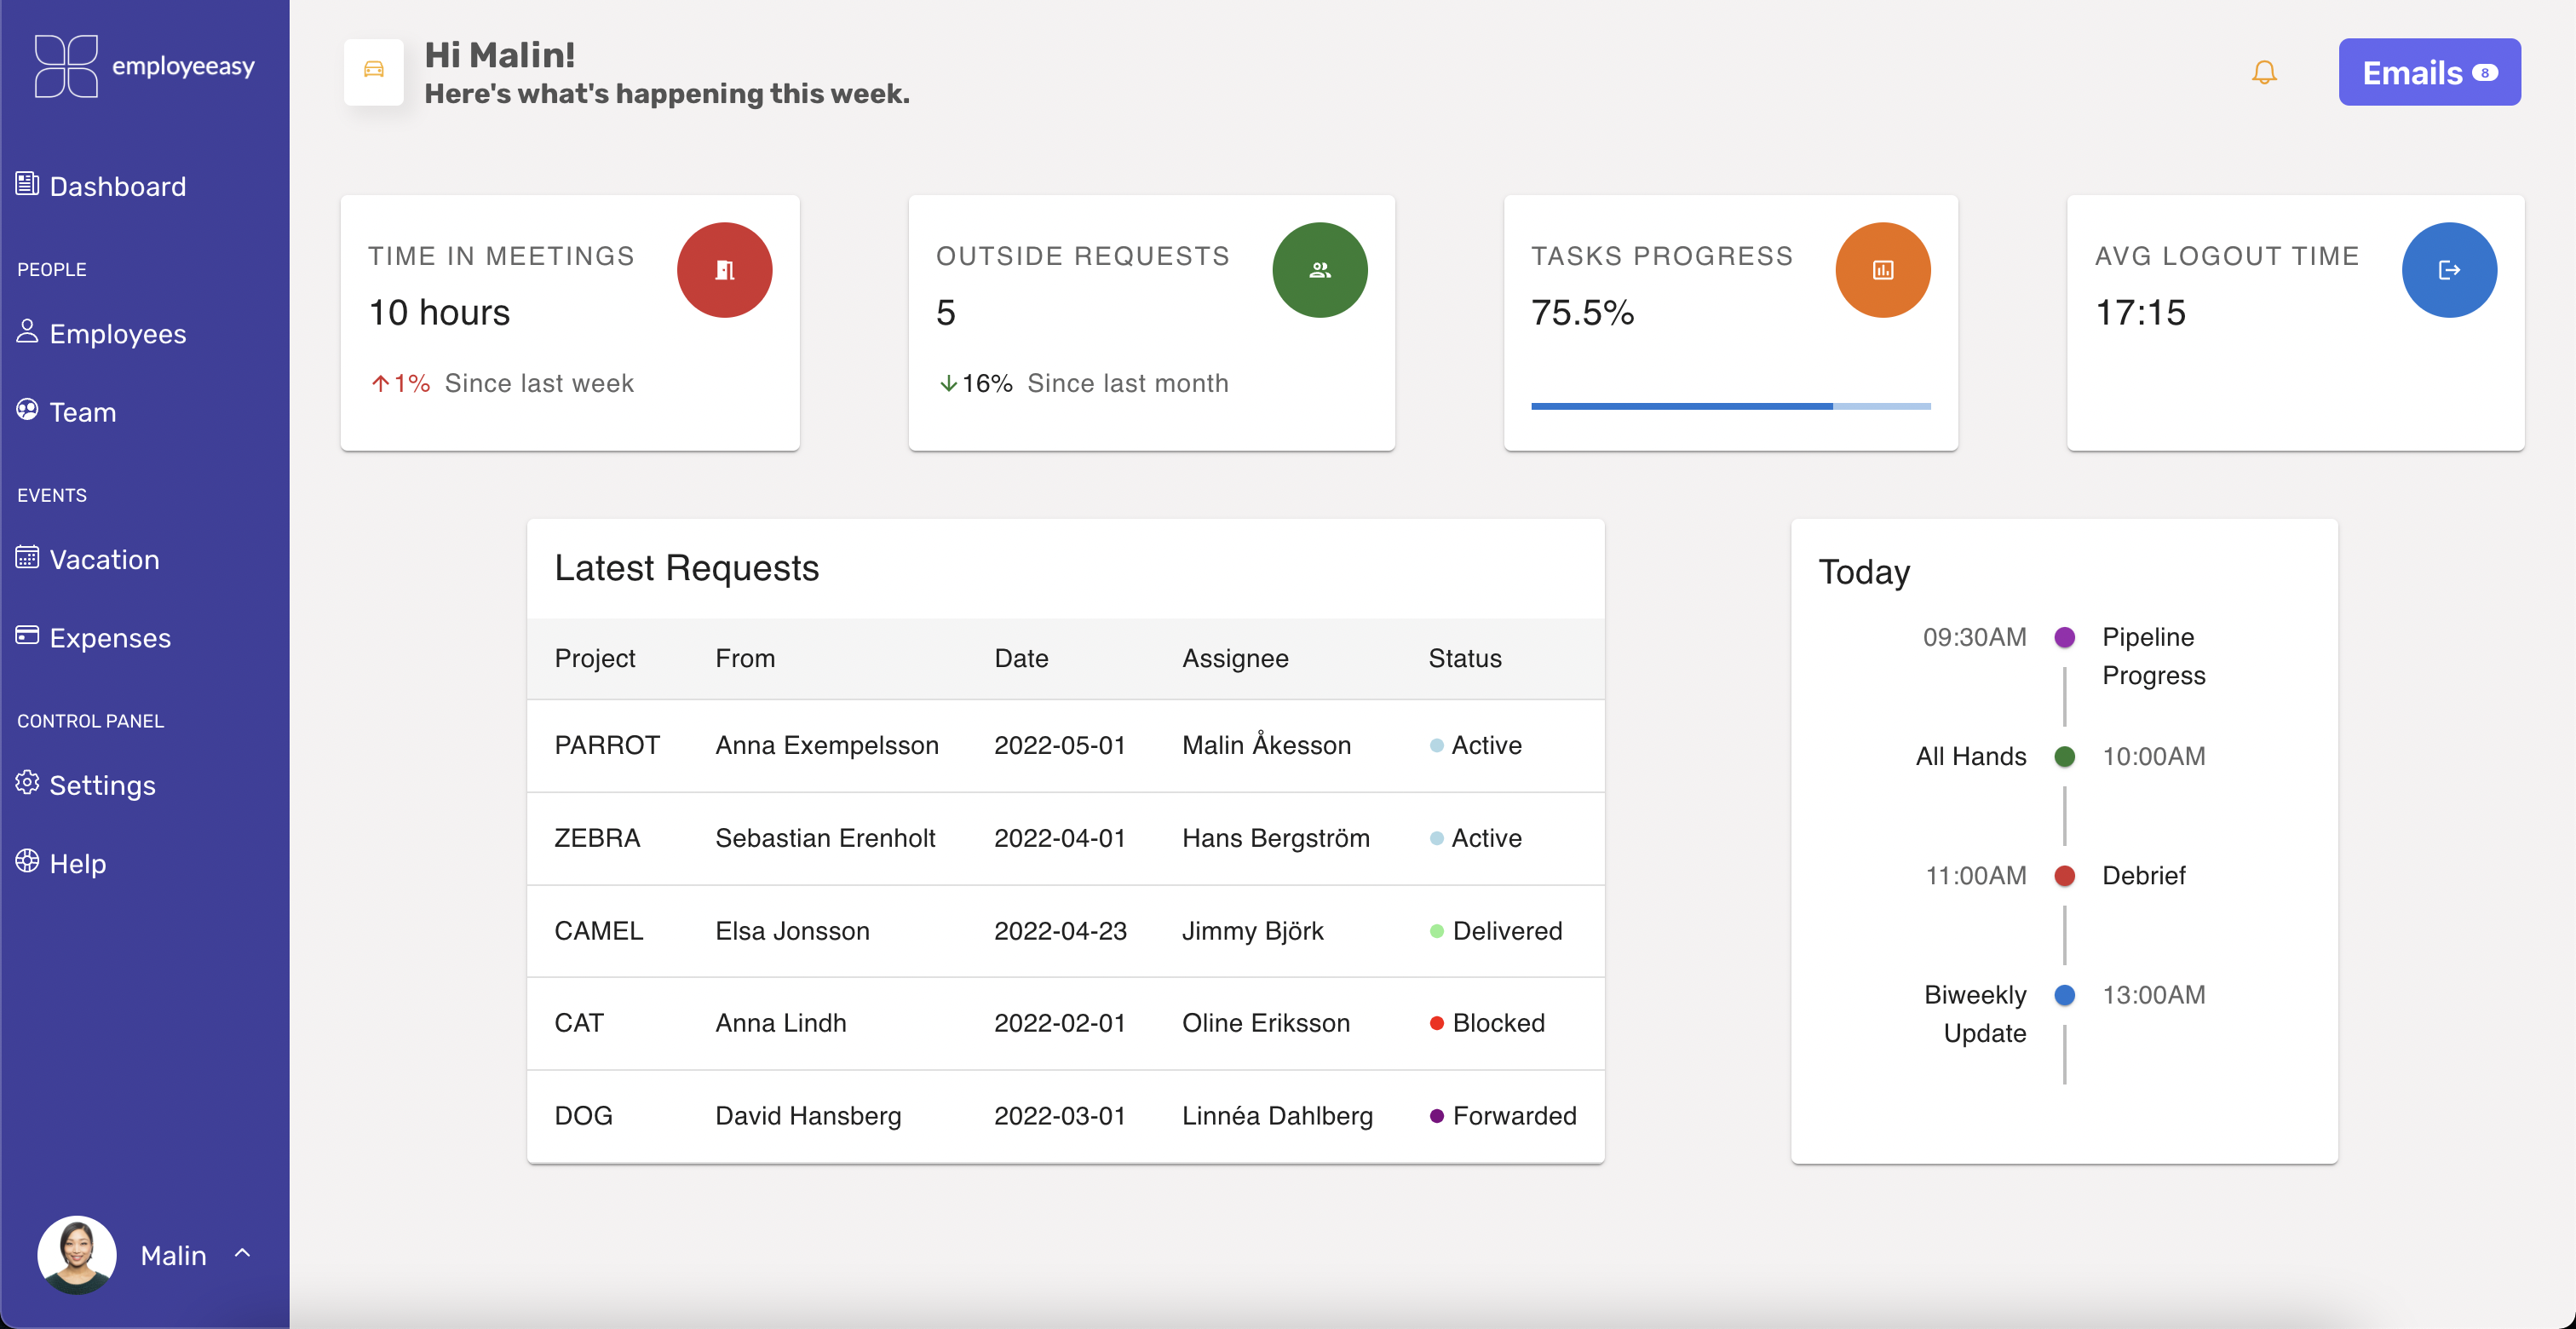 employeeasy
Dashboard
PEOPLE
Employees
Team
EVENTS
Vacation
Expenses
CONTROL PANEL
Settings
Help
Malin
Hi Malin!
Here's what's happening this week.
Emails 8
TIME IN MEETINGS
10 hours
1% Since last week
OUTSIDE REQUESTS
5
16% Since last month
TASKS PROGRESS
75.5%
AVG LOGOUT TIME
17:15
Latest Requests
Project From Date Assignee Status
PARROT Anna Exempelsson 2022-05-01 Malin Åkesson Active
ZEBRA Sebastian Erenholt 2022-04-01 Hans Bergström Active
CAMEL Elsa Jonsson 2022-04-23 Jimmy Björk Delivered
CAT Anna Lindh 2022-02-01 Oline Eriksson Blocked
DOG David Hansberg 2022-03-01 Linnéa Dahlberg Forwarded
Today
09:30AM Pipeline
Progress
All Hands 10:00AM
11:00AM Debrief
Biweekly 13:00AM
Update